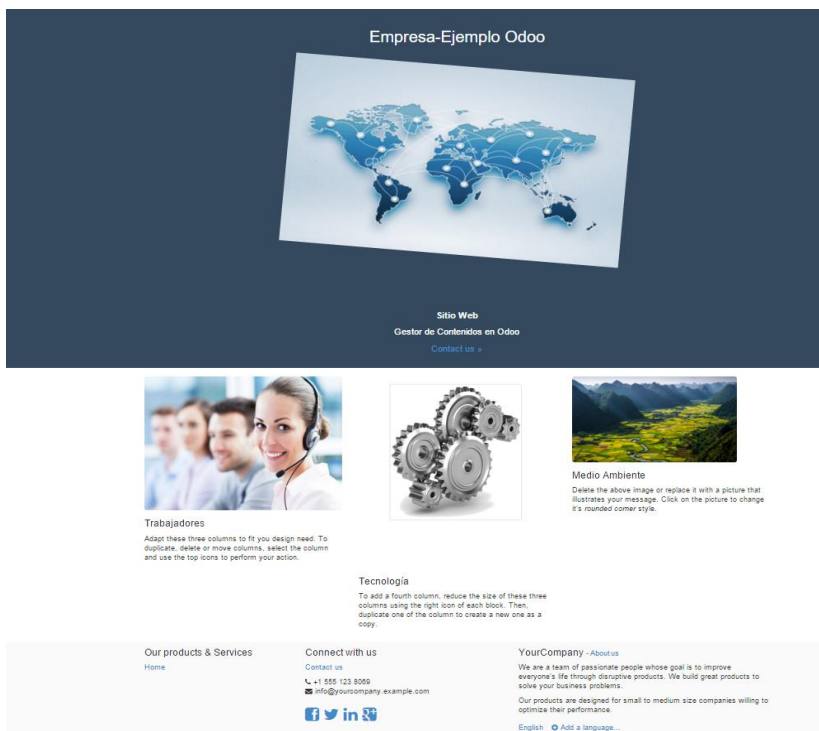 Empresa-Ejemplo Odoo
Sitio Web
Gestor de Contenidos en Odoo
Contact us »
Trabajadores
Adapt these three columns to fit you design need. To
duplicate, delete or move columns, select the column
and use the top icons to perform your action.
Tecnología
To add a fourth column, reduce the size of these three
columns using the right icon of each block. Then,
duplicate one of the column to create a new one as a
copy.
Medio Ambiente
Delete the above image or replace it with a picture that
illustrates your message. Click on the picture to change
it's rounded corner style.
Our products & Services
Home
Connect with us
Contact us
+1 555 123 8069
info@yourcompany.example.com
YourCompany - About us
We are a team of passionate people whose goal is to improve
everyone's life through disruptive products. We build great products to
solve your business problems.
Our products are designed for small to medium size companies willing to
optimize their performance.
English Add a language...